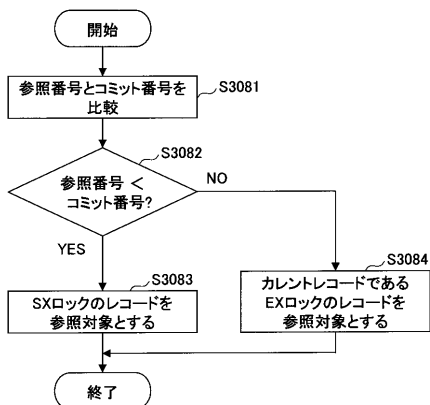 開始
参照番号とコミット番号を
比較
S3081
S3082
参照番号 <
コミット番号?
NO
YES
S3083
SXロックのレコードを
参照対象とする
S3084
カレントレコードである
EXロックのレコードを
参照対象とする
終了